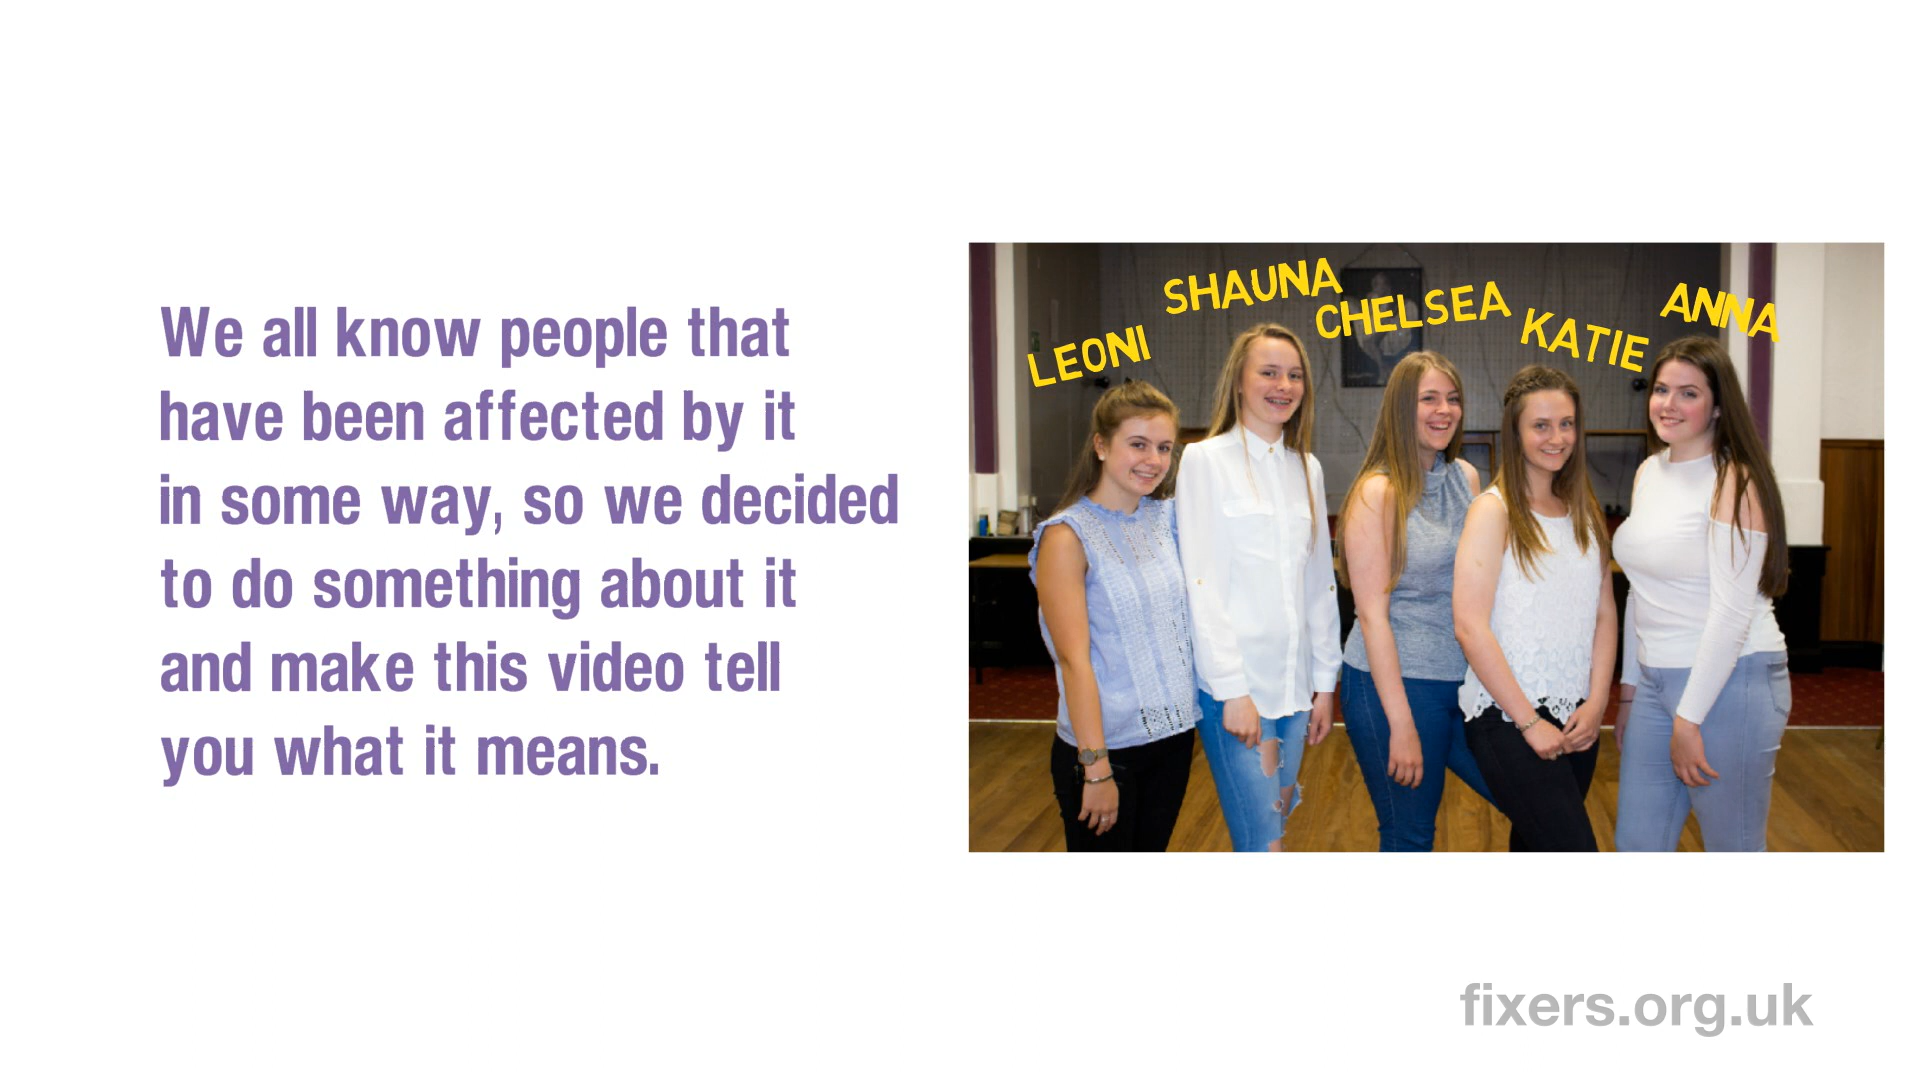 We all know people that
have been affected by it
in some way, so we decided
to do something about it
and make this video tell
you what it means.
LEONI
SHAUNA
CHELSEA
KATIE
ANNA
fixers.org.uk